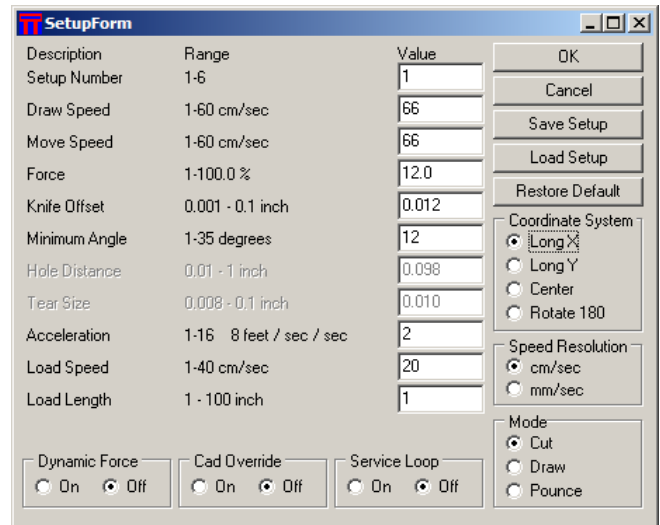 SetupForm
Description Range Value
Setup Number 1-6 1
Draw Speed 1-60 cm/sec 66
Move Speed 1-60 cm/sec 66
Force 1-100.0 % 12.0
Knife Offset 0.001 - 0.1 inch 0.012
Minimum Angle 1-35 degrees 12
Hole Distance 0.01 - 1 inch 0.098
Tear Size 0.008 - 0.1 inch 0.010
Acceleration 1-16 8 feet / sec / sec 2
Load Speed 1-40 cm/sec 20
Load Length 1 - 100 inch 1
Dynamic Force
On Off
Cad Override
On Off
Service Loop
On Off
OK
Cancel
Save Setup
Load Setup
Restore Default
Coordinate System
Long X
Long Y
Center
Rotate 180
Speed Resolution
cm/sec
mm/sec
Mode
Cut
Draw
Pounce